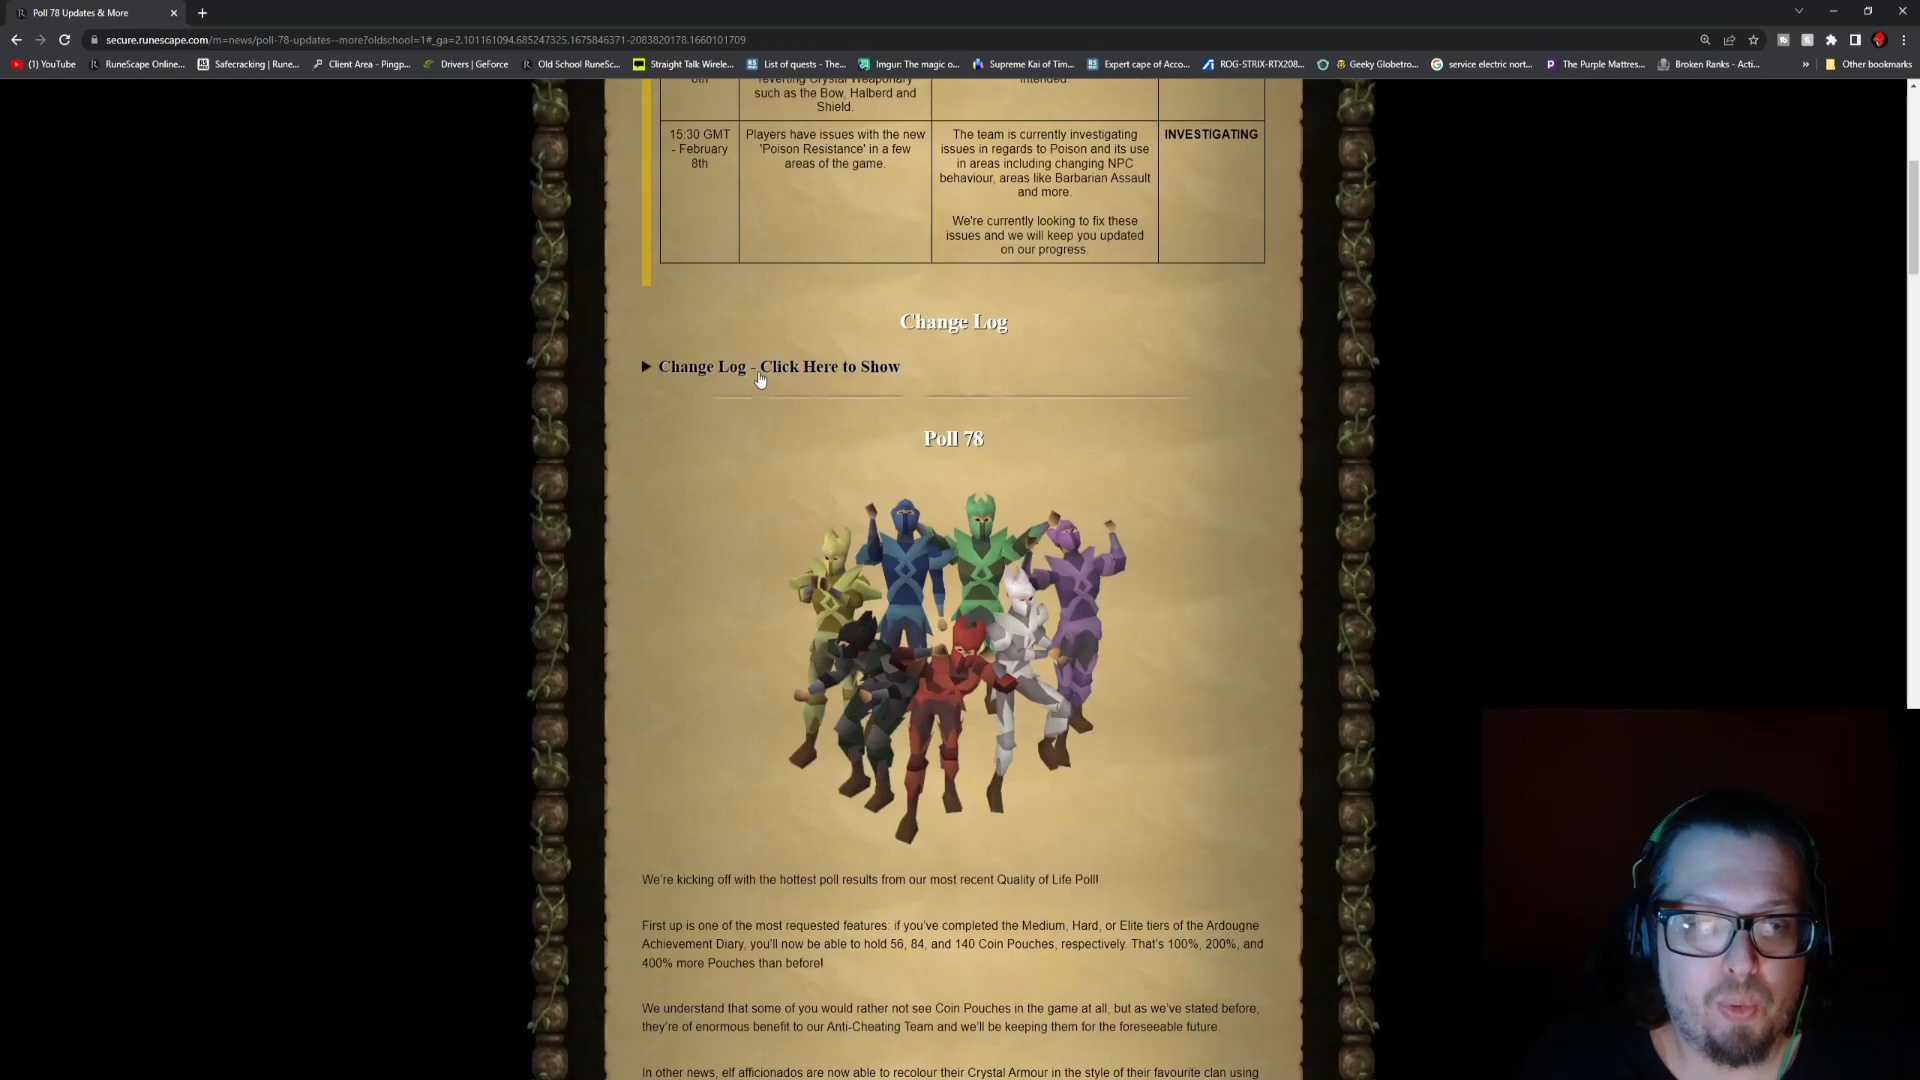 Poll 78 Updates & More
secure.runescape.com/m=news/poll-78-updates--more?oldschool=1#_ga=2.101161094.685247325.1675846371-2083820178.1660101709
(1) YouTube
RuneScape Online...
Safecracking | Rune...
Client Area - Pingp...
Drivers | GeForce
Old School RuneSc...
Straight Talk Wirele...
List of quests - The...
Imgur: The magic o...
Supreme Kai of Tim...
Expert cape of Acco...
ROG-STRIX-RTX208...
Geeky Globetro...
service electric nort...
The Purple Mattres...
Broken Ranks - Acti...
»
Other bookmarks
8th
reverting Crystal Weaponary
such as the Bow, Halberd and
Shield.
intended.
15:30 GMT
- February
8th
Players have issues with the new
'Poison Resistance' in a few
areas of the game.
The team is currently investigating
issues in regards to Poison and its use
in areas including changing NPC
behaviour, areas like Barbarian Assault
and more.
We're currently looking to fix these
issues and we will keep you updated
on our progress.
INVESTIGATING
Change Log
Change Log - Click Here to Show
Poll 78
We're kicking off with the hottest poll results from our most recent Quality of Life Poll!
First up is one of the most requested features: if you've completed the Medium, Hard, or Elite tiers of the Ardougne
Achievement Diary, you'll now be able to hold 56, 84, and 140 Coin Pouches, respectively. That's 100%, 200%, and
400% more Pouches than before!
We understand that some of you would rather not see Coin Pouches in the game at all, but as we've stated before,
they're of enormous benefit to our Anti-Cheating Team and we'll be keeping them for the foreseeable future.
In other news, elf afficionados are now able to recolour their Crystal Armour in the style of their favourite clan using